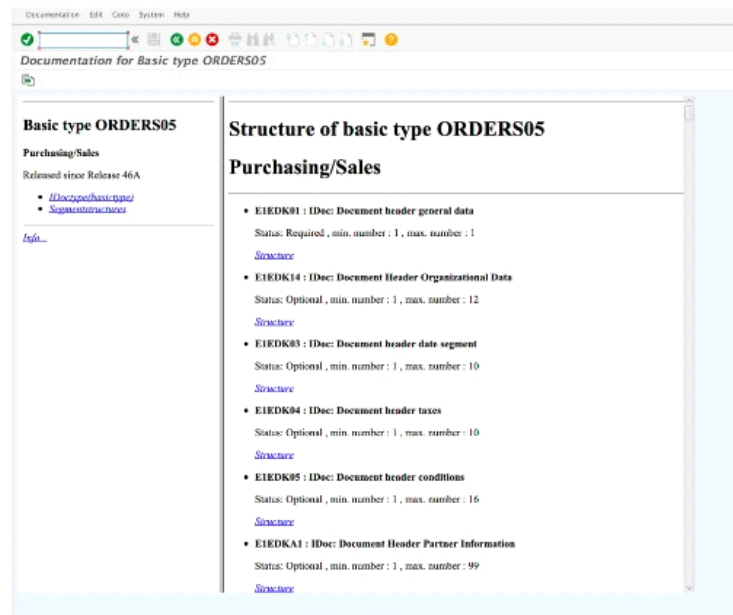 Documentation Edit Goto System Help
Documentation for Basic type ORDERS05
Basic type ORDERS05
Purchasing/Sales
Released since Release 46A
IDoctype(basictype)
Segmentstructures
Info...
Structure of basic type ORDERS05
Purchasing/Sales
E1EDK01 : IDoc: Document header general data
Status: Required , min. number : 1 , max. number : 1
Structure
E1EDK14 : IDoc: Document Header Organizational Data
Status: Optional , min. number : 1 , max. number : 12
Structure
E1EDK03 : IDoc: Document header date segment
Status: Optional , min. number : 1 , max. number : 10
Structure
E1EDK04 : IDoc: Document header taxes
Status: Optional , min. number : 1 , max. number : 10
Structure
E1EDK05 : IDoc: Document header conditions
Status: Optional , min. number : 1 , max. number : 16
Structure
E1EDKA1 : IDoc: Document Header Partner Information
Status: Optional , min. number : 1 , max. number : 99
Structure